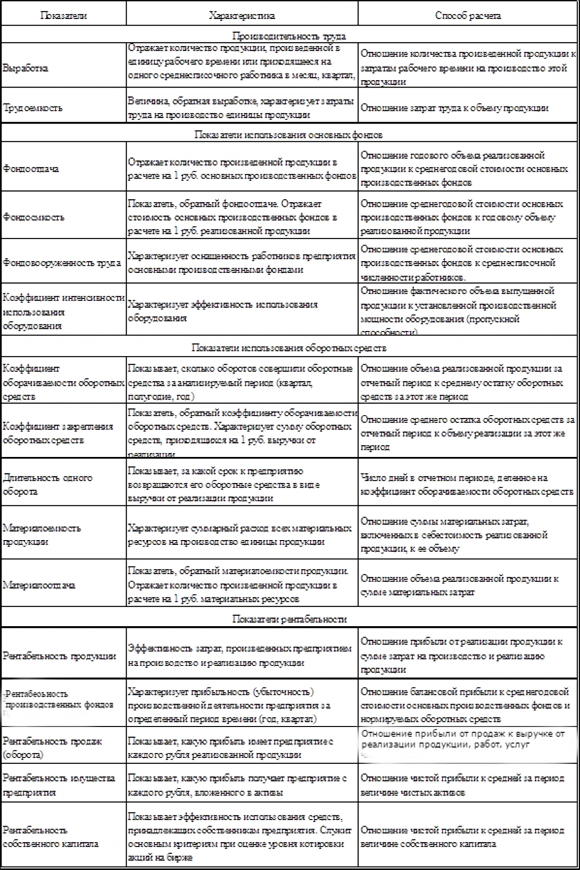 Показатели
Характеристика
Способ расчета
Производительность труда
Выработка
Отражает количество продукции, произведенной в
единицу рабочего времени или приходящиеся на
одного среднесписочного работника в месяц, квартал,
Отношение количества произведенной продукции к
затратам рабочего времени на производство этой
продукции
Трудоемкость
Величина, обратная выработке, характеризует затраты
труда на производство единицы продукции
Отношение затрат труда к объему продукции
Показатели использования основных фондов
Фондоотдача
Отражает количество произведенной продукции в
расчете на 1 руб. основных производственных фондов
Отношение годового объема реализованной
продукции к среднегодовой стоимости основных
производственных фондов
Фондоемкость
Показатель, обратный фондоотдаче. Отражает
стоимость основных производственных фондов в
расчете на 1 руб. реализованной продукции
Отношение среднегодовой стоимости основных
производственных фондов к годовому объему
реализованной продукции
Фондовооруженность труда
Характеризует оснащенность работников предприятия
основными производственными фондами
Отношение среднегодовой стоимости основных
производственных фондов к среднесписочной
численности работников.
Коэффициент интенсивности
использования
оборудования
Характеризует эффективность использования
оборудования
Отношение фактического объема выпущенной
продукции к установленной производственной
мощности оборудования (пропускной
способности)
Показатели использования оборотных средств
Коэффициент
оборачиваемости оборотных
средств
Показывает, сколько оборотов совершили оборотные
средства за анализируемый период (квартал,
полугодие, год)
Отношение объема реализованной продукции за
отчетный период к среднему остатку оборотных
средств за этот же период
Коэффициент закрепления
оборотных средств
Показатель, обратный коэффициенту оборачиваемости
оборотных средств. Характеризует сумму оборотных
средств, приходящихся на 1 руб. выручки от
реализации
Отношение среднего остатка оборотных средств за
отчетный период к объему реализации за этот же
период
Длительность одного
оборота
Показывает, за какой срок к предприятию
возвращаются его оборотные средства в виде
выручки от реализации продукции
Число дней в отчетном периоде, деленное на
коэффициент оборачиваемости оборотных средств
Материалоемкость
продукции
Характеризует суммарный расход всех материальных
ресурсов на производство единицы продукции
Отношение суммы материальных затрат,
включенных в себестоимость реализованной
продукции, к ее объему
Материалоотдача
Показатель, обратный материалоемкости продукции.
Отражает количество произведенной продукции в
расчете на 1 руб. материальных ресурсов
Отношение объема реализованной продукции к
сумме материальных затрат
Показатели рентабельности
Рентабельность продукции
Эффективность затрат, произведенных предприятием
на производство и реализацию продукции
Отношение прибыли от реализации продукции к
сумме затрат на производство и реализацию
продукции
Рентабеоьность
производственных фондов
Характеризует прибыльность (убыточность)
производственной деятельности предприятия за
определенный период времени (год, квартал)
Отношение балансовой прибыли к среднегодовой
стоимости основных производственных фондов и
нормируемых оборотных средств
Рентабельность продаж
(оборота)
Показывает, какую прибыль имеет предприятие с
каждого рубля реализованной продукции
Отношение прибыли от продаж к выручке от
реализации продукции, работ, услуг
Рентабельность имущества
предприятия
Показывает, какую прибыль получает предприятие с
каждого рубля, вложенного в активы
Отношение чистой прибыли к средней за период
величине чистых активов
Рентабельность
собственного капитала
Показывает эффективность использования средств,
принадлежащих собственникам предприятия. Служит
основным критерием при оценке уровня котировки
акций на бирже
Отношение чистой прибыли к средней за период
величине собственного капитала